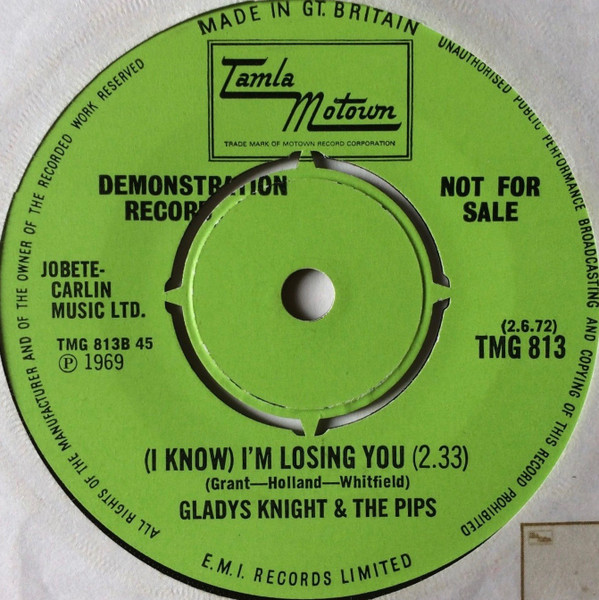 MADE IN GT. BRITAIN
UNAUTHORISED PUBLIC PERFORMANCE BROADCASTING AND COPYING OF THIS RECORD PROHIBITED
ALL RIGHTS OF THE MANUFACTURER AND OF THE OWNER OF THE RECORDED WORK RESERVED
Tamla
Motown
TRADE MARK OF MOTOWN RECORD CORPORATION
DEMONSTRATION
RECORD
NOT FOR
SALE
JOBETE-
CARLIN
MUSIC LTD.
TMG 813B 45
Ⓟ 1969
(2.6.72)
TMG 813
(I KNOW) I'M LOSING YOU (2.33)
(Grant—Holland—Whitfield)
GLADYS KNIGHT & THE PIPS
E.M.I. RECORDS LIMITED